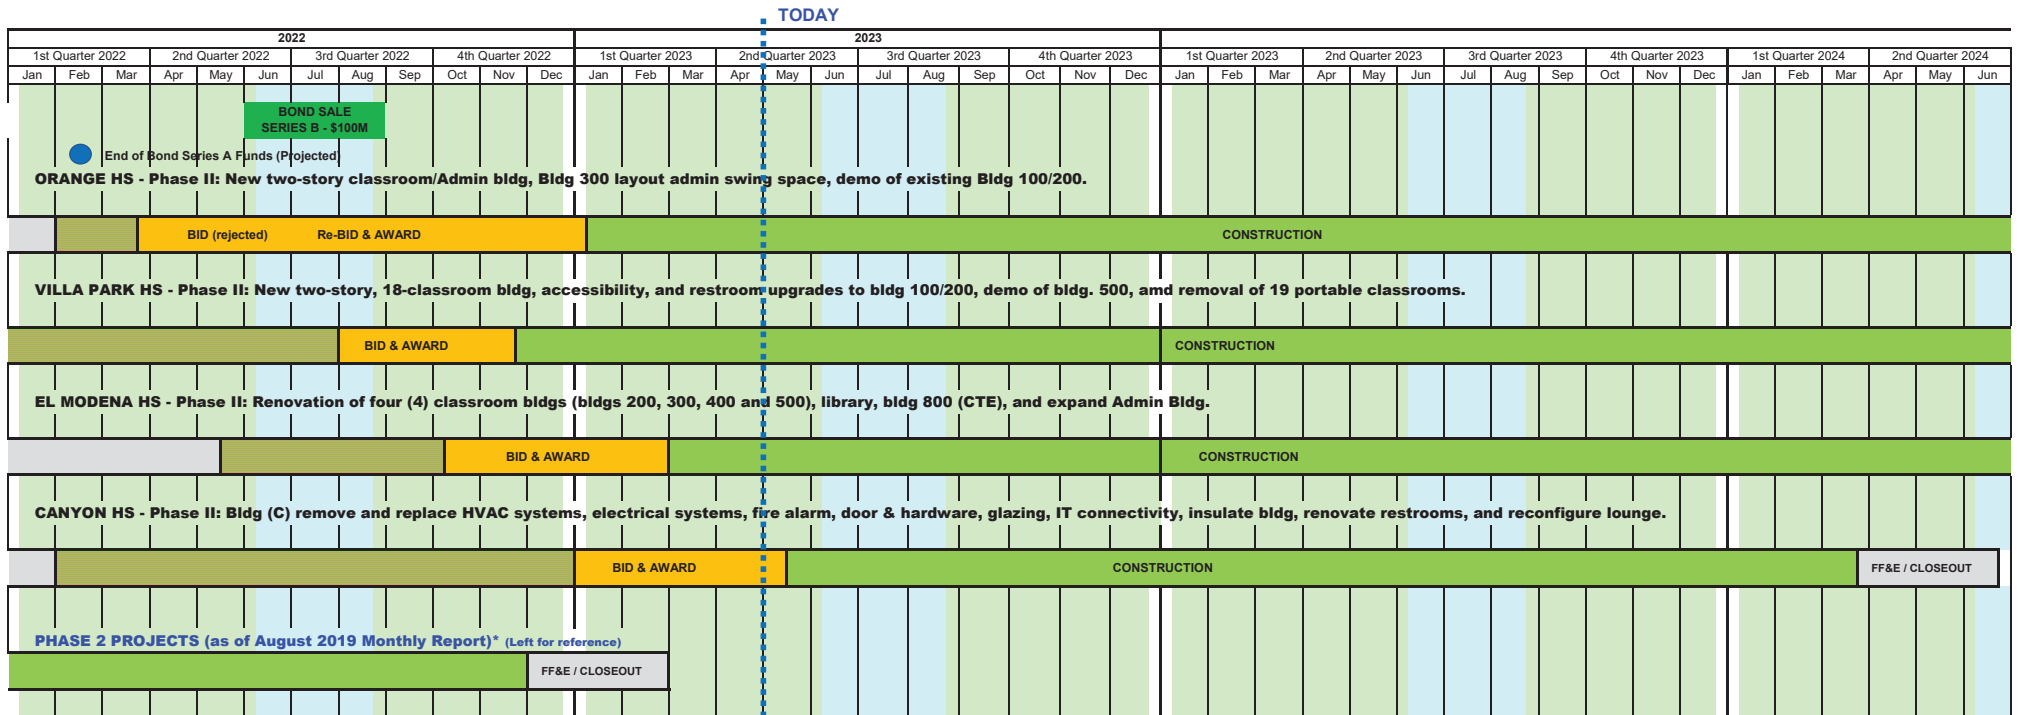 TODAY
2022 2023
1st Quarter 2022 2nd Quarter 2022 3rd Quarter 2022 4th Quarter 2022 1st Quarter 2023 2nd Quarter 2023 3rd Quarter 2023 4th Quarter 2023 1st Quarter 2023 2nd Quarter 2023 3rd Quarter 2023 4th Quarter 2023 1st Quarter 2024 2nd Quarter 2024
Jan Feb Mar Apr May Jun Jul Aug Sep Oct Nov Dec Jan Feb Mar Apr May Jun Jul Aug Sep Oct Nov Dec Jan Feb Mar Apr May Jun Jul Aug Sep Oct Nov Dec Jan Feb Mar Apr May Jun
BOND SALE
SERIES B - $100M
End of Bond Series A Funds (Projected)
ORANGE HS - Phase II: New two-story classroom/Admin bldg, Bldg 300 layout admin swing space, demo of existing Bldg 100/200.
BID (rejected) Re-BID & AWARD CONSTRUCTION
VILLA PARK HS - Phase II: New two-story, 18-classroom bldg, accessibility, and restroom upgrades to bldg 100/200, demo of bldg. 500, amd removal of 19 portable classrooms.
BID & AWARD CONSTRUCTION
EL MODENA HS - Phase II: Renovation of four (4) classroom bldgs (bldgs 200, 300, 400 and 500), library, bldg 800 (CTE), and expand Admin Bldg.
BID & AWARD CONSTRUCTION
CANYON HS - Phase II: Bldg (C) remove and replace HVAC systems, electrical systems, fire alarm, door & hardware, glazing, IT connectivity, insulate bldg, renovate restrooms, and reconfigure lounge.
BID & AWARD CONSTRUCTION FF&E / CLOSEOUT
PHASE 2 PROJECTS (as of August 2019 Monthly Report)* (Left for reference)
FF&E / CLOSEOUT